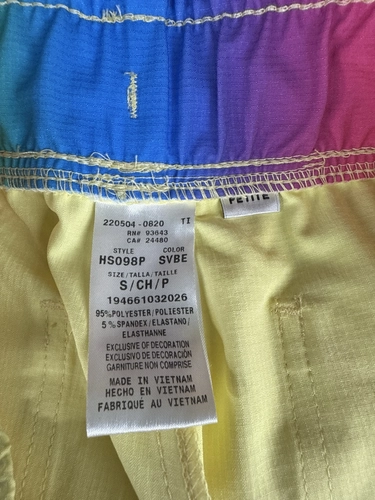 PETITE
220504-0820 TI
RN# 93643
CA# 24480
STYLE COLOR
HS098P SVBE
SIZE/TALLA/TAILLE
S/CH/P
194661032026
95%POLYESTER/POLIESTER
5%SPANDEX/ELASTANO/
ELASTHANNE
EXCLUSIVE OF DECORATION
EXCLUSIVO DE DECORACIÓN
GARNITURE NON COMPRISE
MADE IN VIETNAM
HECHO EN VIETNAM
FABRIQUÉ AU VIETNAM